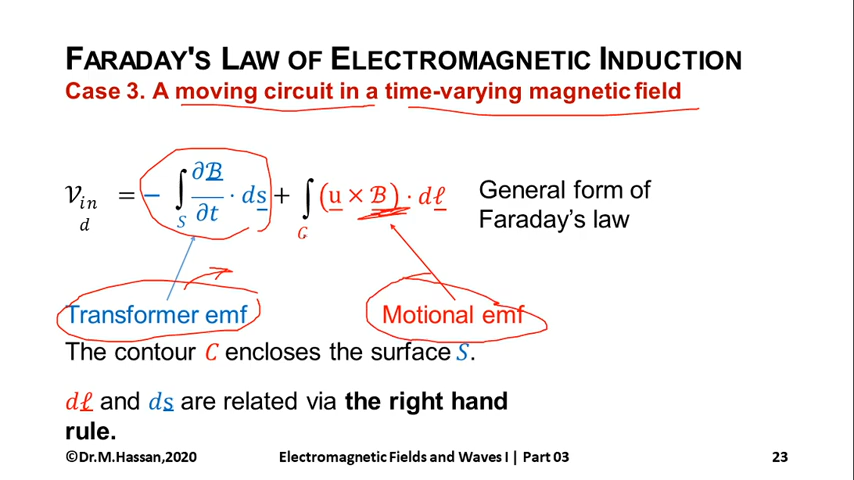 FARADAY'S LAW OF ELECTROMAGNETIC INDUCTION
Case 3. A moving circuit in a time-varying magnetic field
𝒱ind = − ∫S ∂ℬ/∂t · ds + ∫C (u × ℬ) · dℓ
General form of
Faraday's law
Transformer emf
Motional emf
The contour C encloses the surface S.
dℓ and ds are related via the right hand
rule.
©Dr.M.Hassan,2020
Electromagnetic Fields and Waves I | Part 03
23